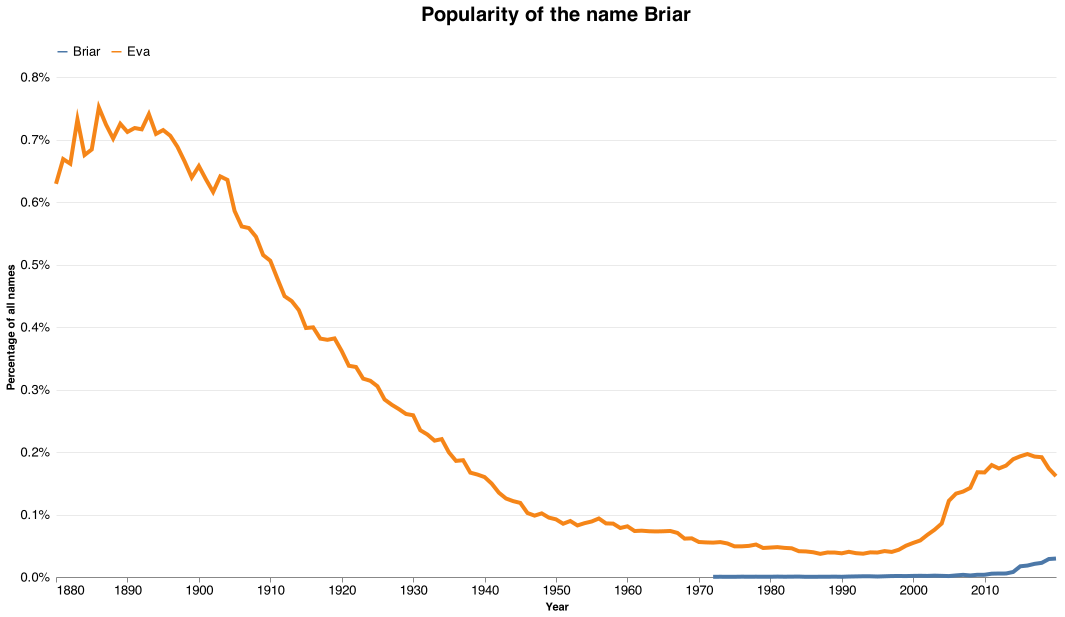 Popularity of the name Briar
Briar Eva
0.8%
0.7%
0.6%
0.5%
0.4%
0.3%
0.2%
0.1%
0.0%
Percentage of all names
1880 1890 1900 1910 1920 1930 1940 1950 1960 1970 1980 1990 2000 2010
Year